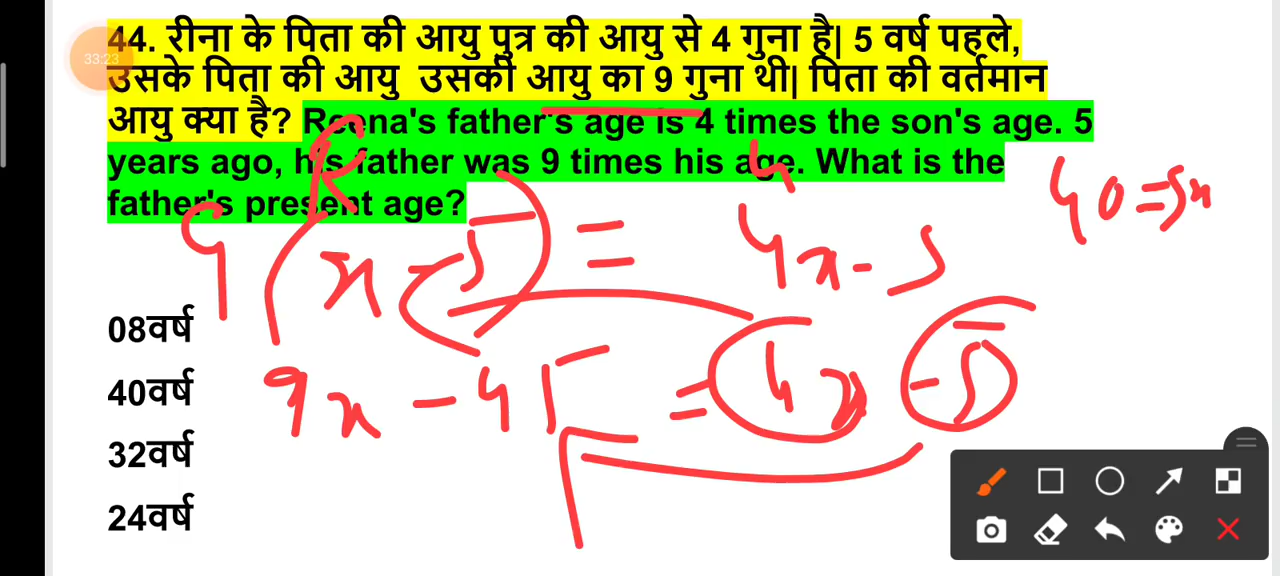 44. रीना के पिता की आयु पुत्र की आयु से 4 गुना है| 5 वर्ष पहले,
33:23
उसके पिता की आयु उसकी आयु का 9 गुना थी| पिता की वर्तमान
आयु क्या है? Reena's father's age is 4 times the son's age. 5
years ago, his father was 9 times his age. What is the
father's present age?
40 = 5x
9(x - 5) = 4x - 5
08वर्ष
9x - 45 = 4x - 5
40वर्ष
32वर्ष
24वर्ष